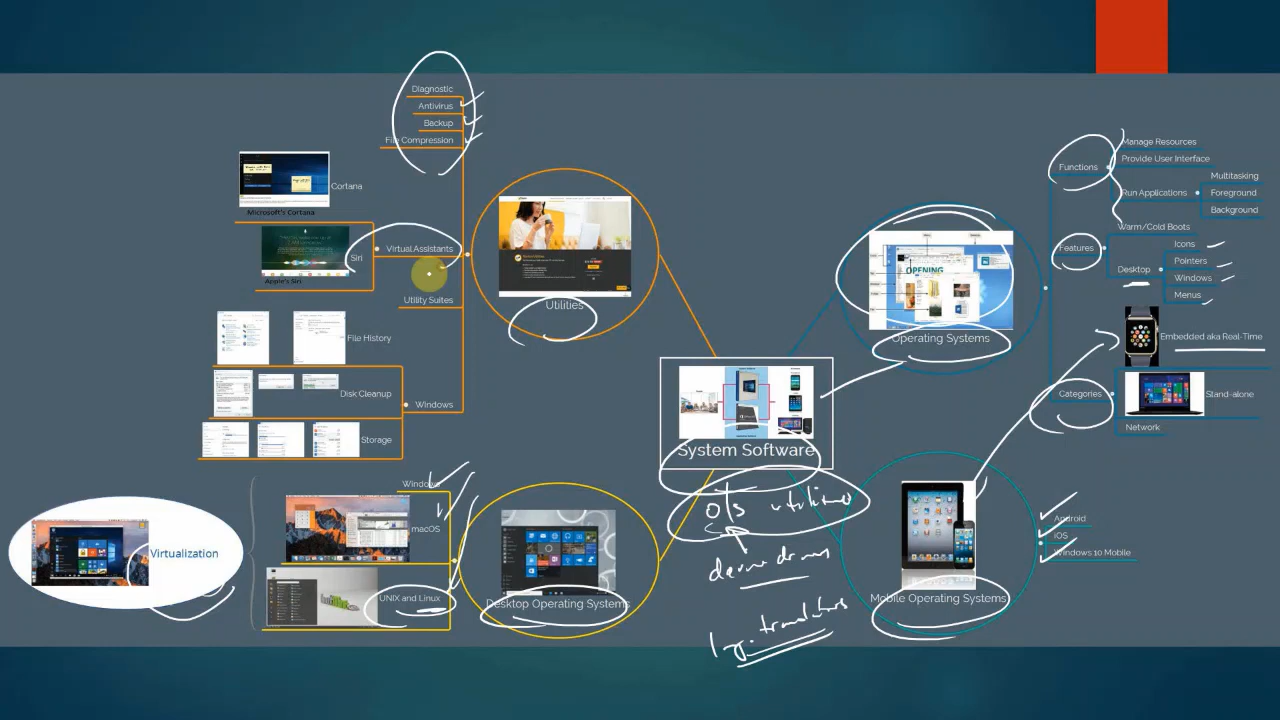 Diagnostic
Antivirus
Backup
File Compression
Cortana
Microsoft's Cortana
Siri
Apple's Siri
Virtual Assistants
Utility Suites
File History
Disk Cleanup
Storage
Windows
Utilities
Operating Systems
OPENING
Functions
Manage Resources
Provide User Interface
Run Applications
Multitasking
Foreground
Background
Features
Warm/Cold Boots
Desktop
Icons
Pointers
Windows
Menus
Categories
Embedded aka Real-Time
Stand-alone
Network
System Software
o/s utilities
device drivers
lg. translators
Windows
macOS
UNIX and Linux
Virtualization
Desktop Operating Systems
Mobile Operating Systems
Android
iOS
Windows 10 Mobile